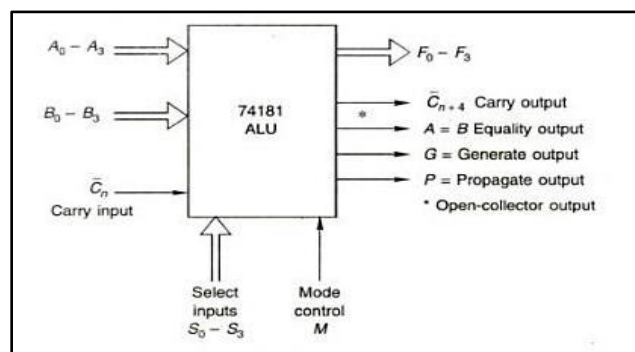 A₀ – A₃
F₀ – F₃
B₀ – B₃
74181
ALU
C̄ₙ₊₄ Carry output
*
A = B Equality output
G = Generate output
P = Propagate output
* Open-collector output
C̄ₙ
Carry input
Select
inputs
S₀ – S₃
Mode
control
M